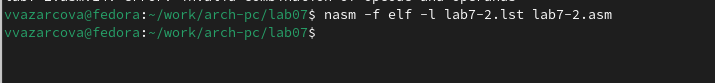 vvazarcova@fedora:~/work/arch-pc/lab07$ nasm -f elf -l lab7-2.lst lab7-2.asm
vvazarcova@fedora:~/work/arch-pc/lab07$